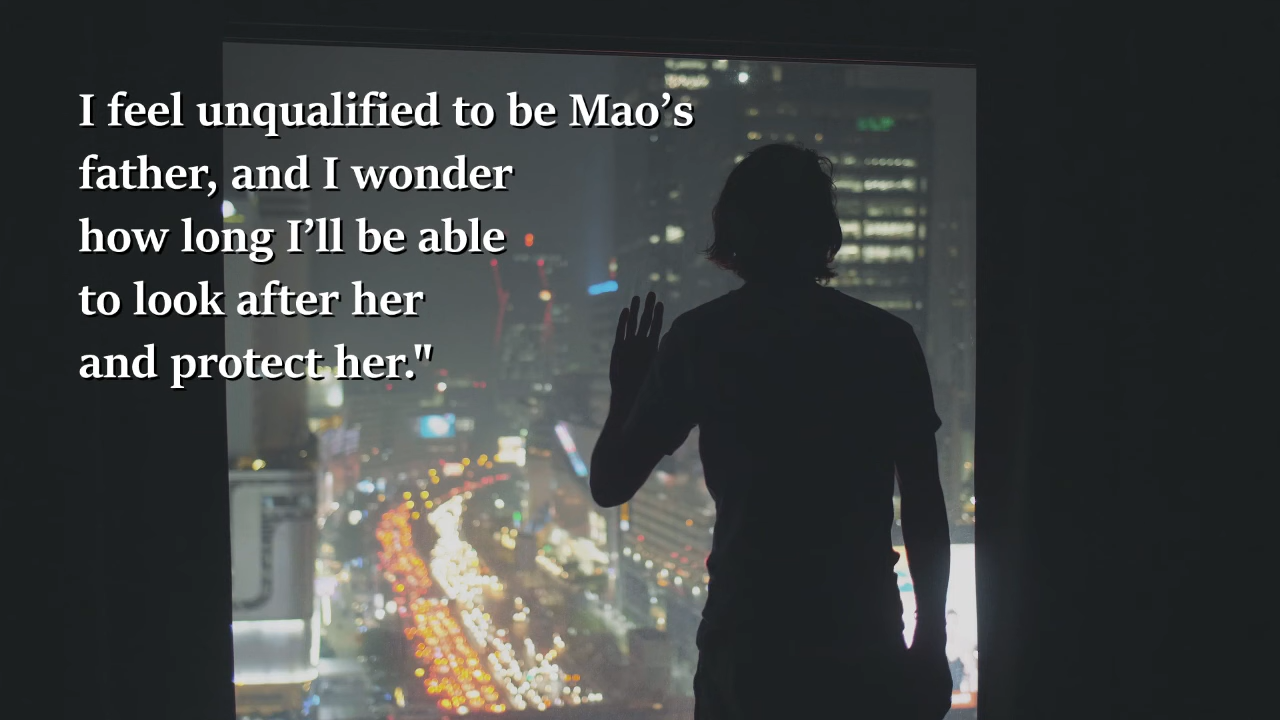 I feel unqualified to be Mao’s
father, and I wonder
how long I’ll be able
to look after her
and protect her."